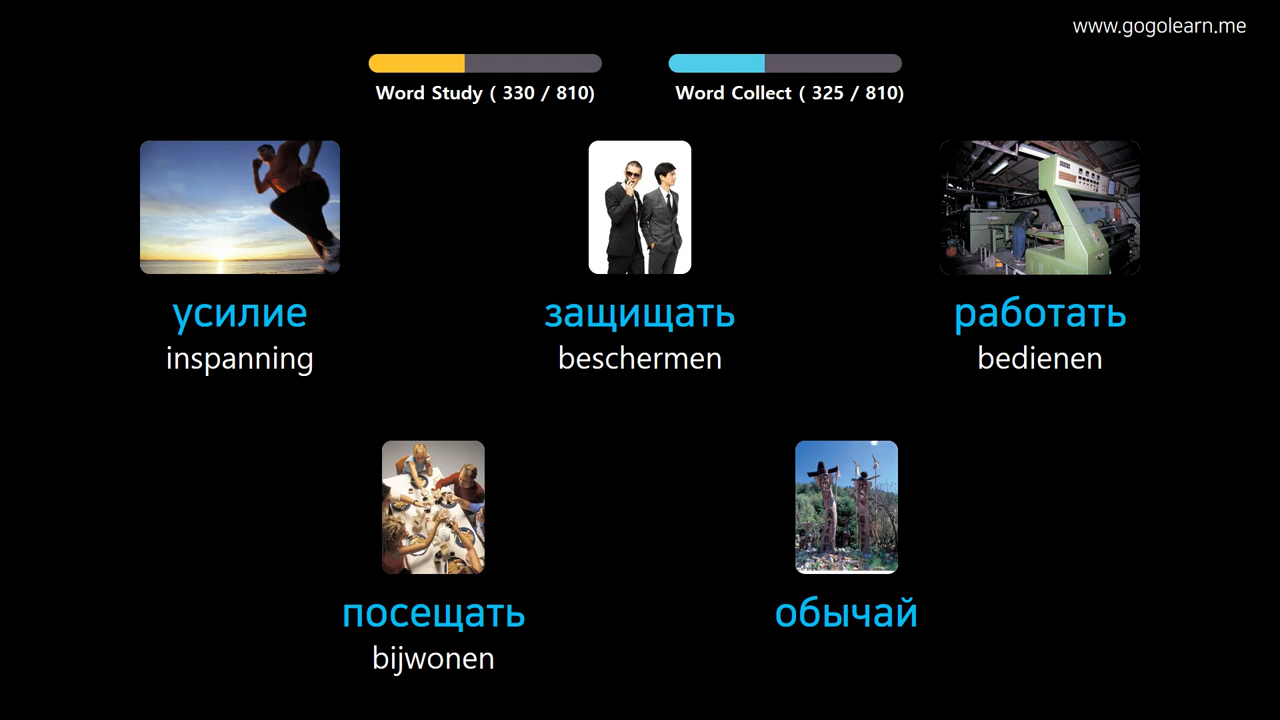 www.gogolearn.me
Word Study ( 330 / 810)
Word Collect ( 325 / 810)
усилие
inspanning
защищать
beschermen
работать
bedienen
посещать
bijwonen
обычай